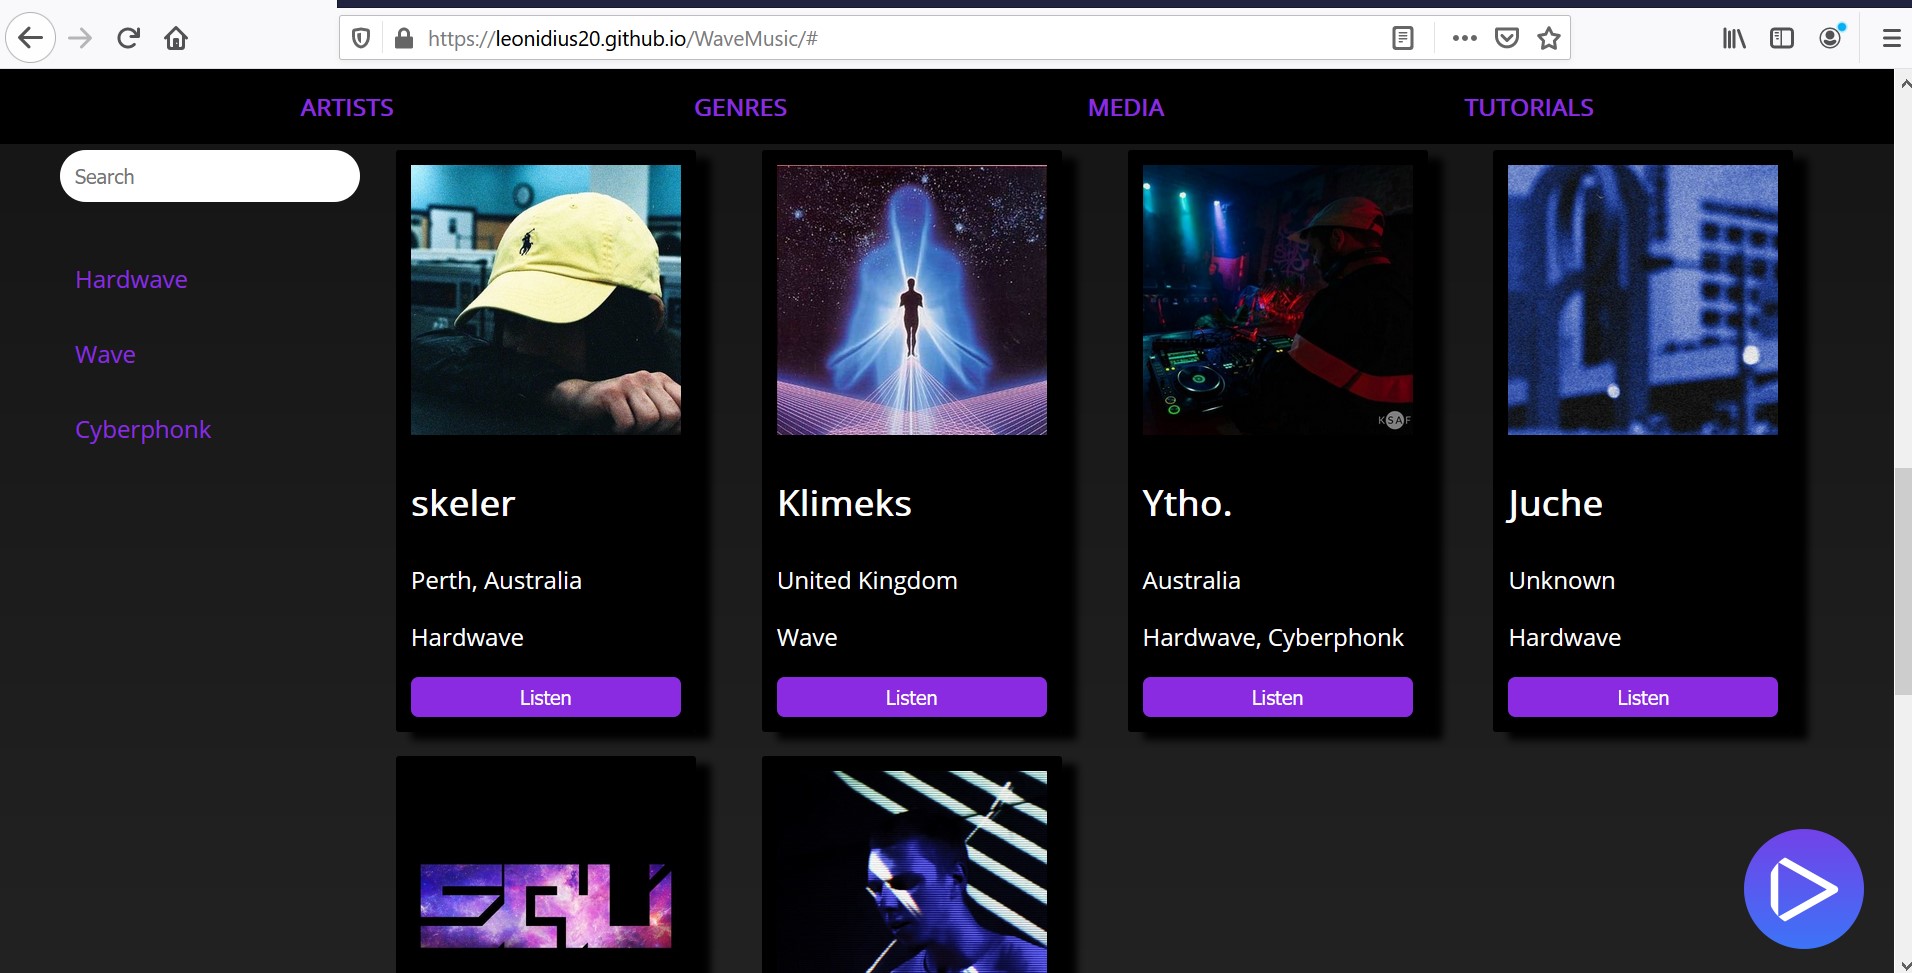 https://leonidius20.github.io/WaveMusic/#
ARTISTS GENRES MEDIA TUTORIALS
Search
Hardwave
Wave
Cyberphonk
KSAF
skeler
Perth, Australia
Hardwave
Listen
Klimeks
United Kingdom
Wave
Listen
Ytho.
Australia
Hardwave, Cyberphonk
Listen
Juche
Unknown
Hardwave
Listen